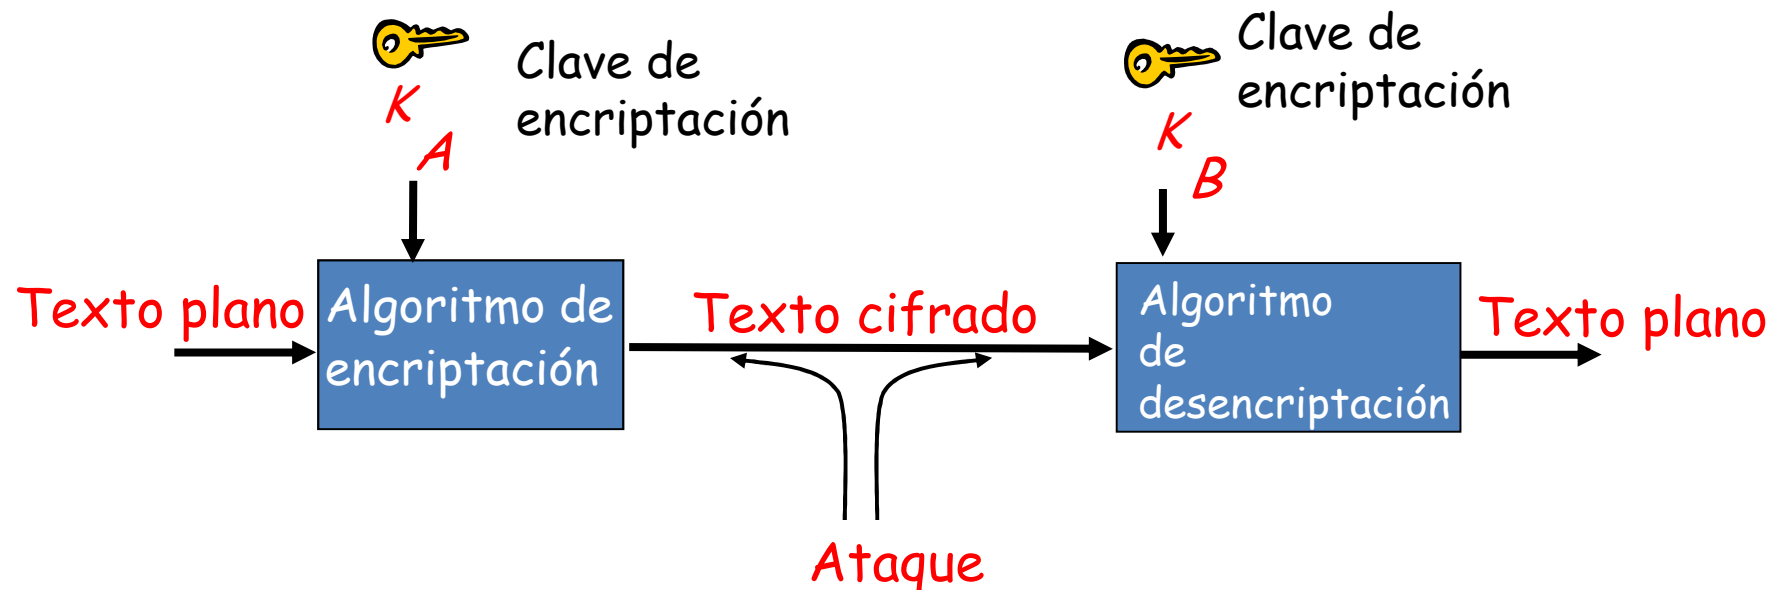 Clave de
encriptación
K
A
Clave de
encriptación
K
B
Texto plano
Algoritmo de
encriptación
Texto cifrado
Algoritmo
de
desencriptación
Texto plano
Ataque